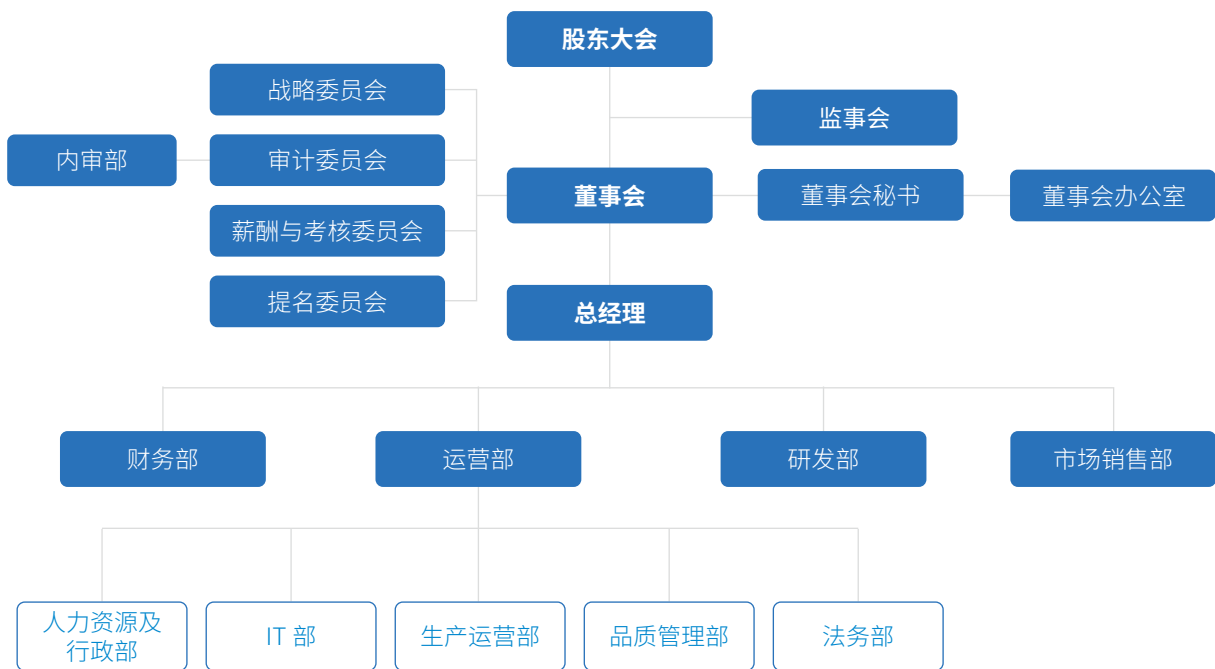 股东大会
战略委员会
监事会
内审部
审计委员会
董事会
董事会秘书
董事会办公室
薪酬与考核委员会
提名委员会
总经理
财务部
运营部
研发部
市场销售部
人力资源及
行政部
IT 部
生产运营部
品质管理部
法务部